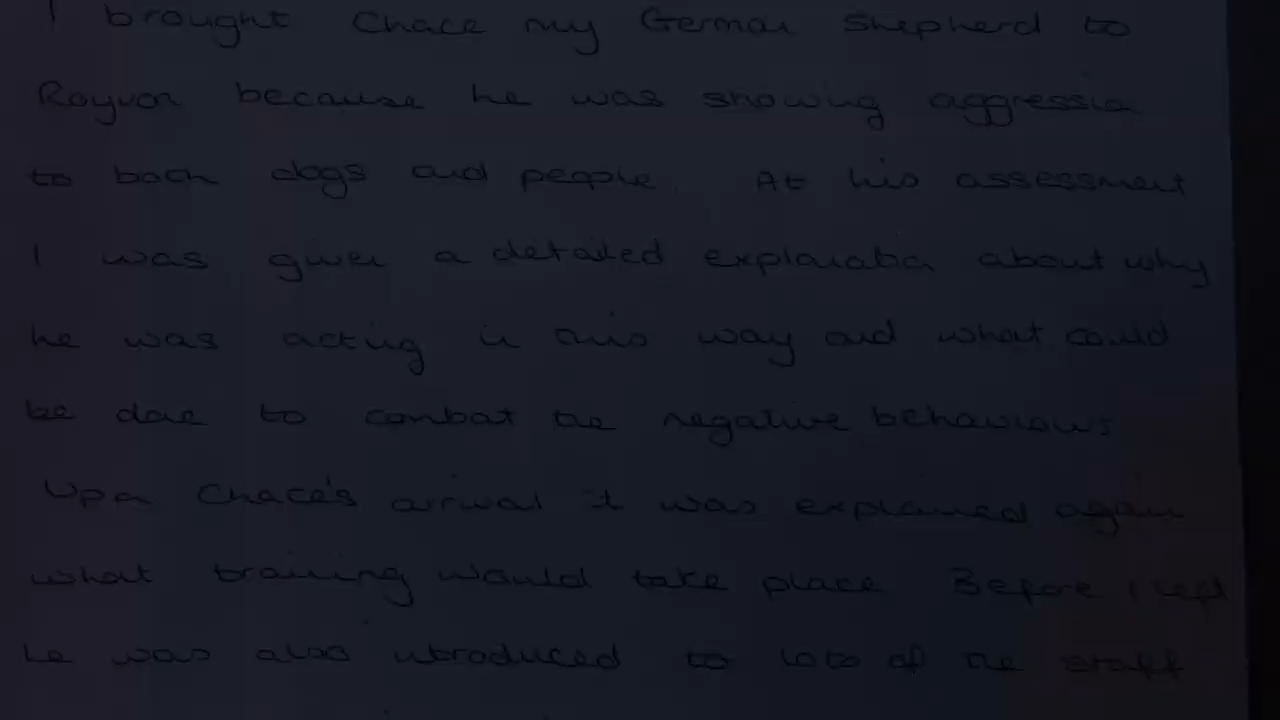 I brought Chace my German Shepherd to
Royvon because he was showing aggression
to both dogs and people. At his assessment
I was given a detailed explanation about why
he was acting in this way and what could
be done to combat the negative behaviours
Upon Chace's arrival it was explained again
what training would take place Before I left
he was also introduced to lots of the staff